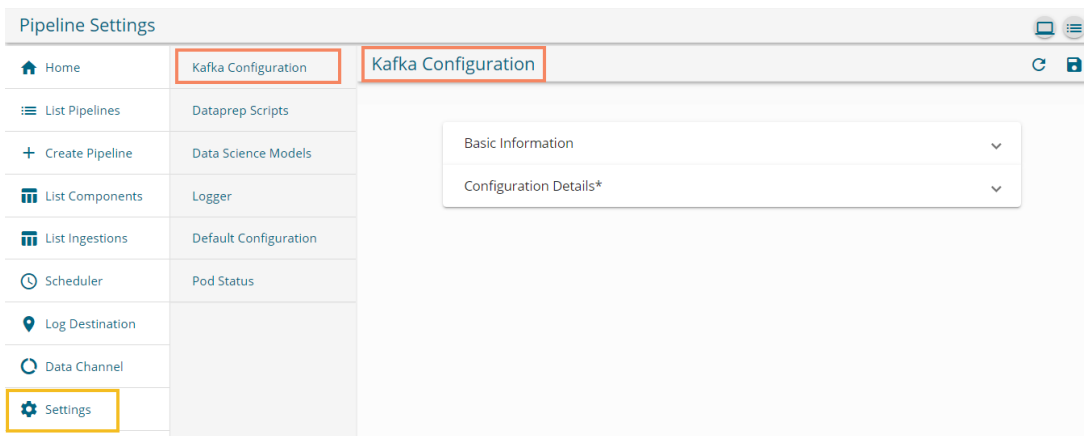 Pipeline Settings
Home
List Pipelines
Create Pipeline
List Components
List Ingestions
Scheduler
Log Destination
Data Channel
Settings
Kafka Configuration
Dataprep Scripts
Data Science Models
Logger
Default Configuration
Pod Status
Kafka Configuration
Basic Information
Configuration Details*